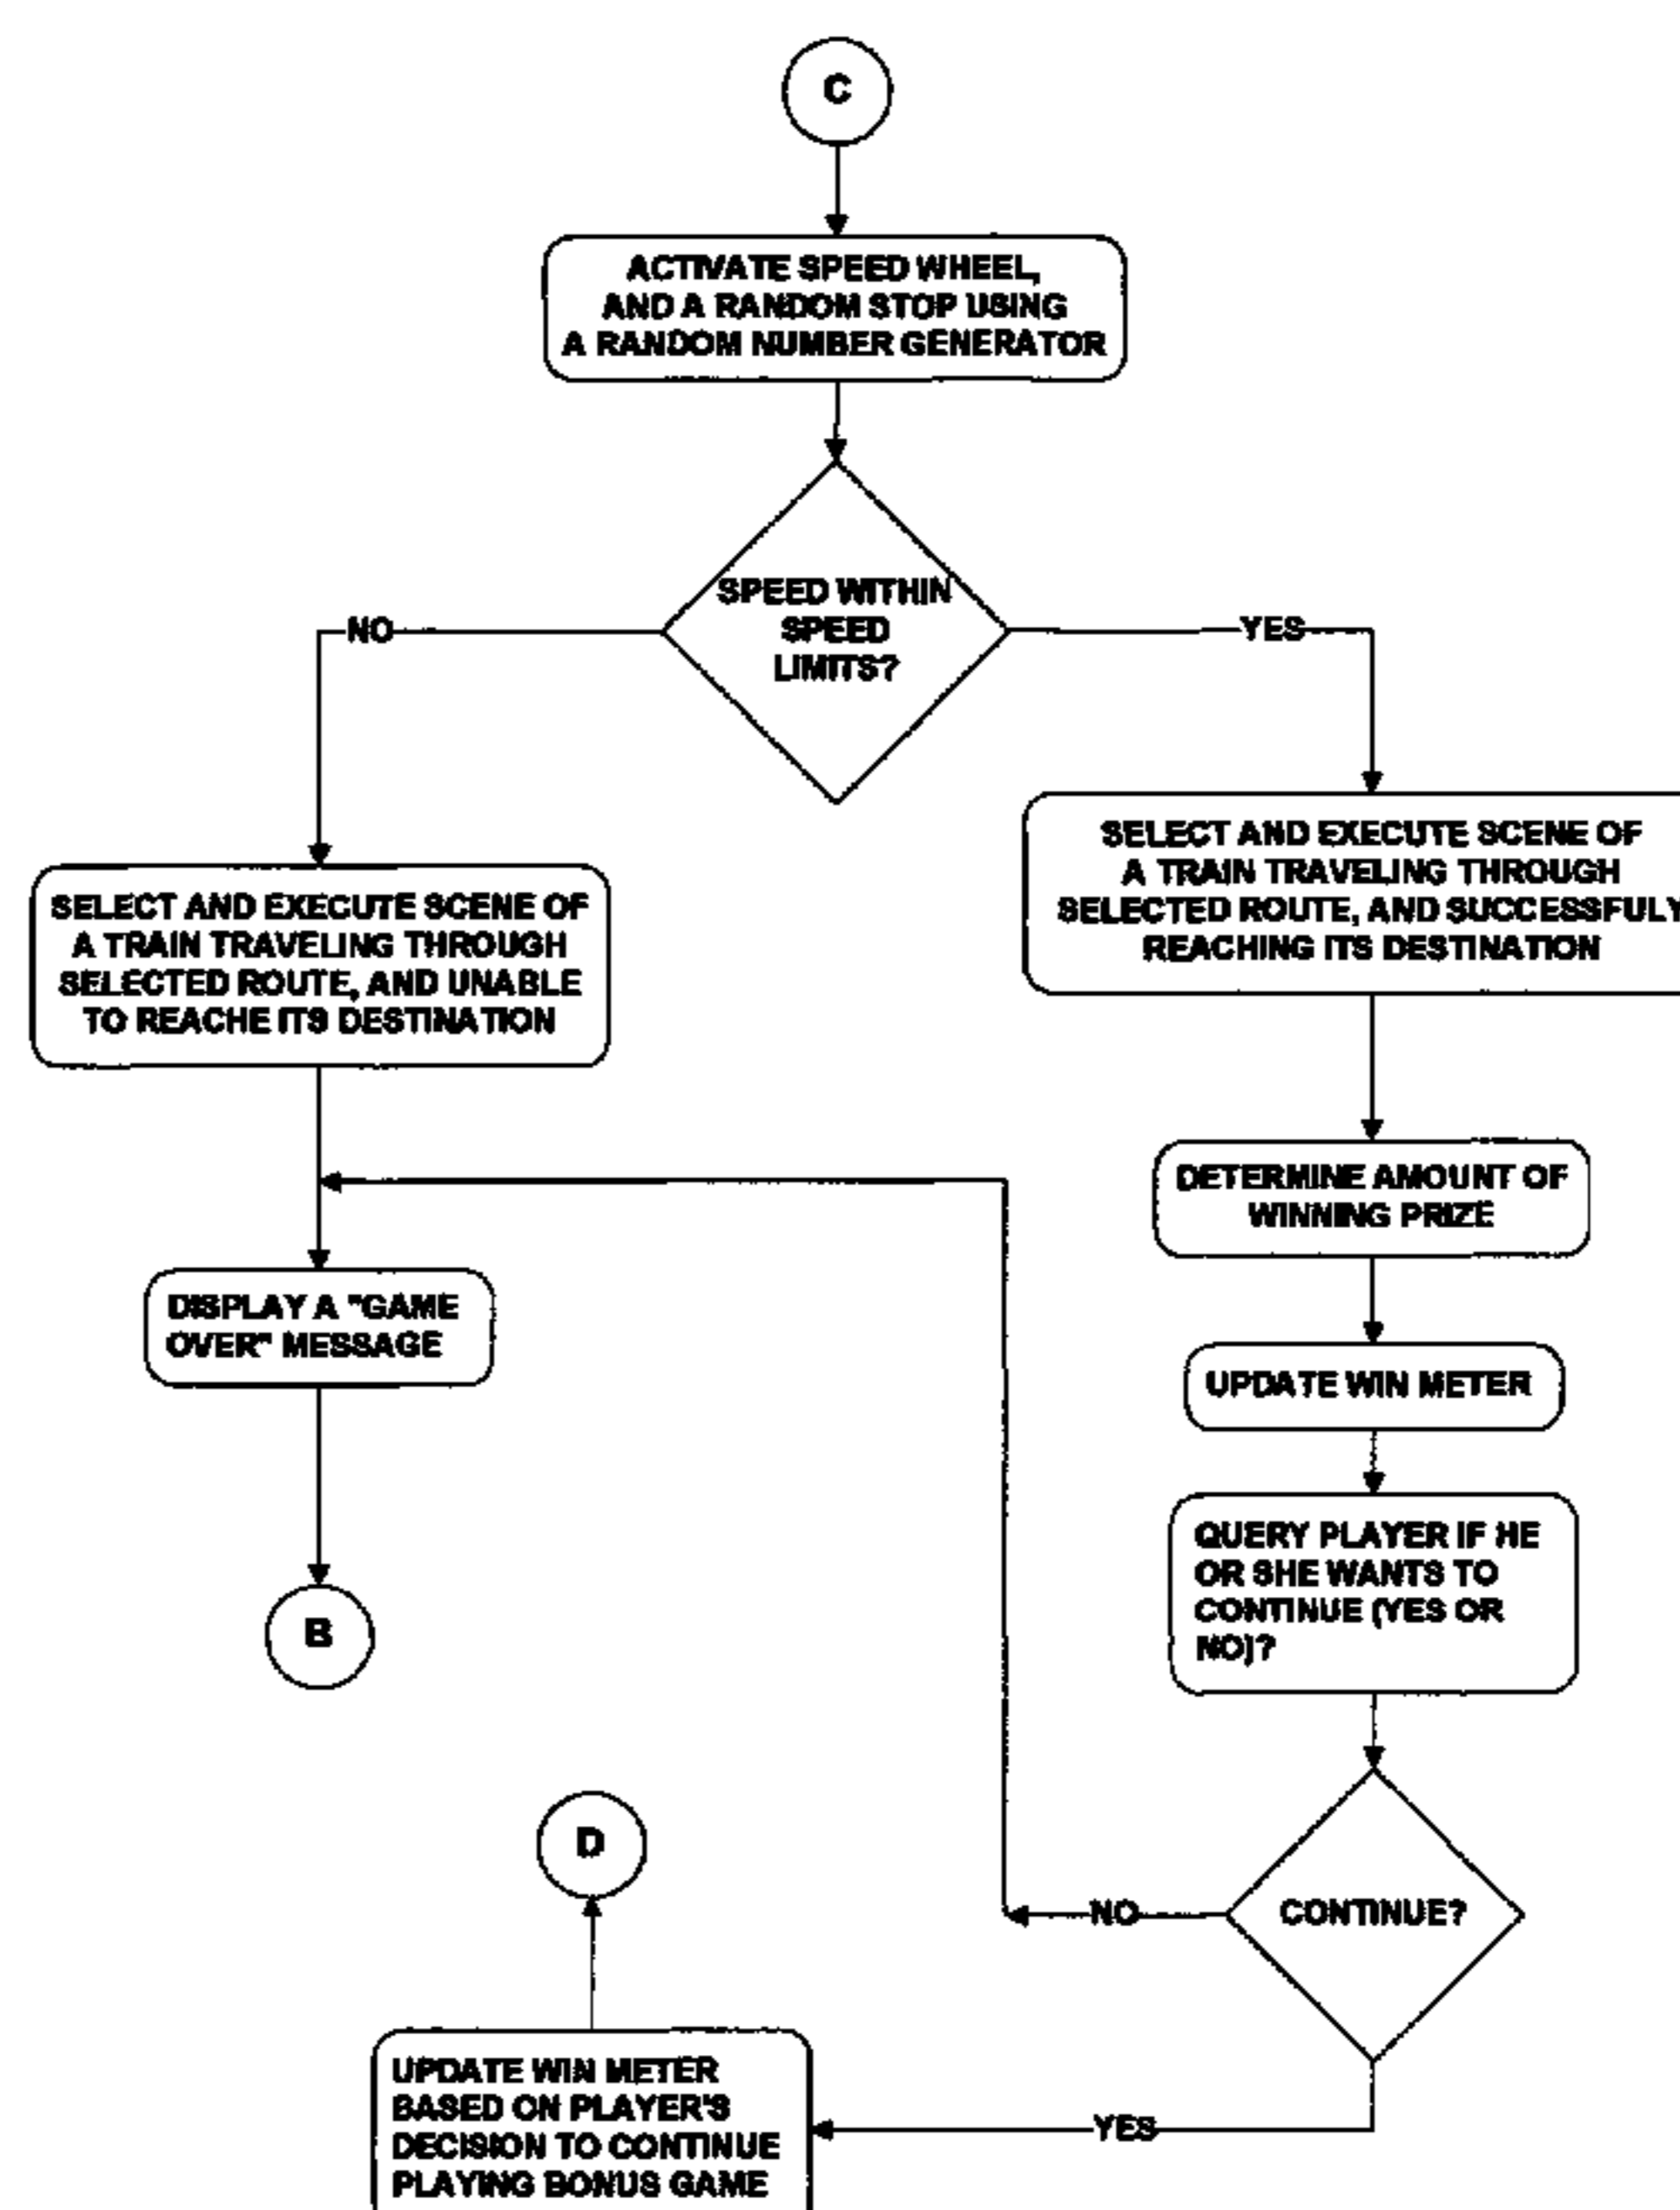 C
ACTIVATE SPEED WHEEL,
AND A RANDOM STOP USING
A RANDOM NUMBER GENERATOR
SPEED WITHIN
SPEED
LIMITS?
NO
YES
SELECT AND EXECUTE SCENE OF
A TRAIN TRAVELING THROUGH
SELECTED ROUTE, AND UNABLE
TO REACHE ITS DESTINATION
SELECT AND EXECUTE SCENE OF
A TRAIN TRAVELING THROUGH
SELECTED ROUTE, AND SUCCESSFULY
REACHING ITS DESTINATION
DETERMINE AMOUNT OF
WINNING PRIZE
DISPLAY A "GAME
OVER" MESSAGE
UPDATE WIN METER
QUERY PLAYER IF HE
OR SHE WANTS TO
CONTINUE (YES OR
NO)?
B
D
NO
CONTINUE?
UPDATE WIN METER
BASED ON PLAYER'S
DECISION TO CONTINUE
PLAYING BONUS GAME
YES